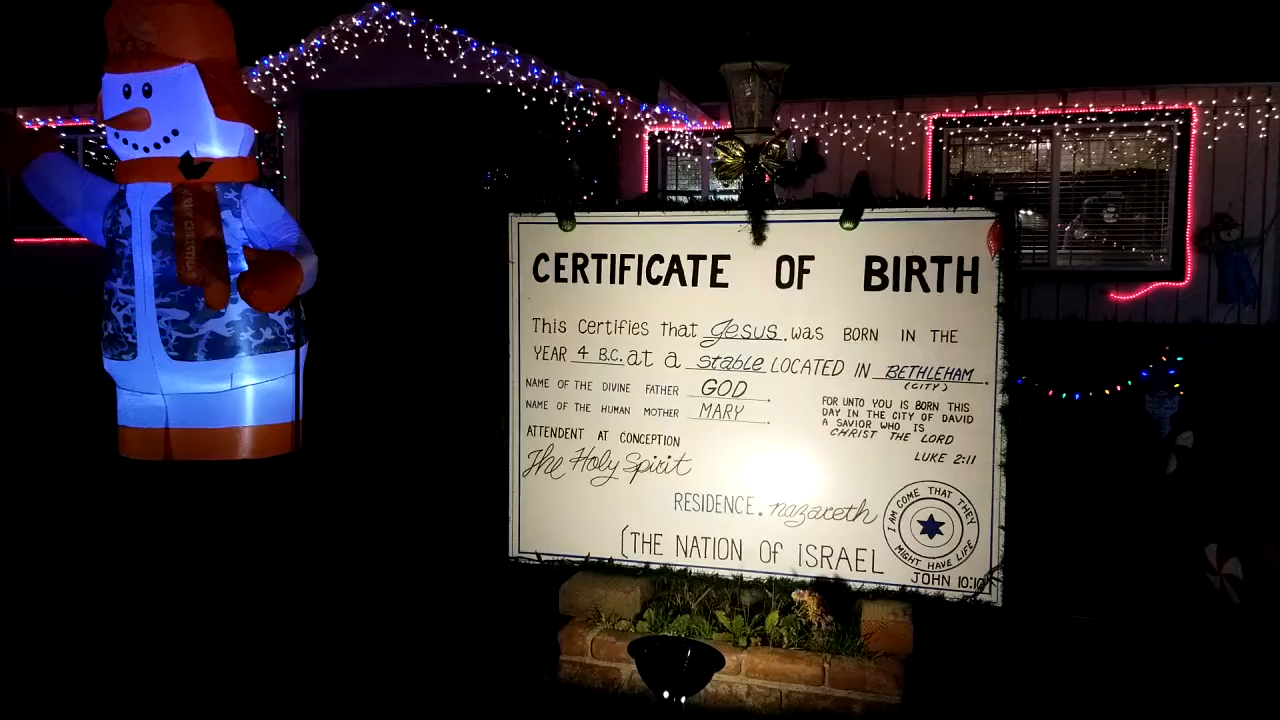 CERTIFICATE OF BIRTH
This Certifies that Jesus. was BORN IN THE
YEAR 4 B.C. at a stable LOCATED IN BETHLEHAM.
(CITY)
NAME OF THE DIVINE FATHER GOD.
NAME OF THE HUMAN MOTHER MARY.
FOR UNTO YOU IS BORN THIS
DAY IN THE CITY OF DAVID
A SAVIOR WHO IS
CHRIST THE LORD
LUKE 2:11
ATTENDENT AT CONCEPTION
The Holy Spirit
RESIDENCE. nazareth
(THE NATION OF ISRAEL
I AM COME THAT THEY
MIGHT HAVE LIFE
JOHN 10:10